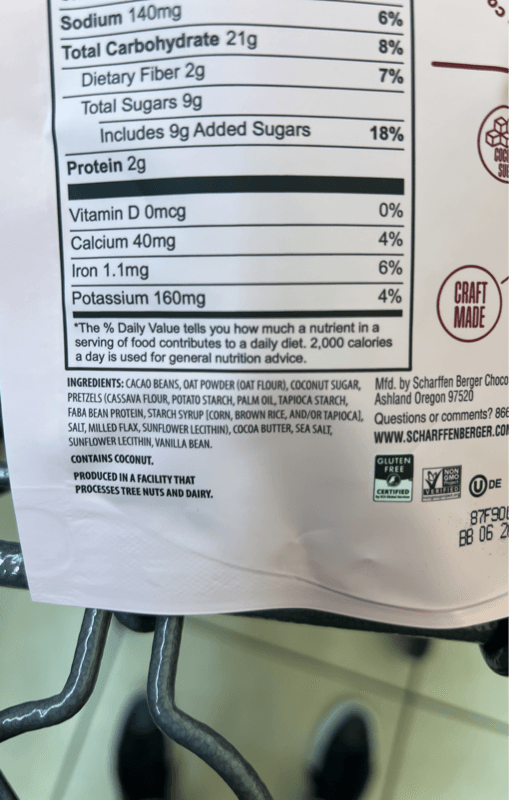 Sodium 140mg 6%
Total Carbohydrate 21g 8%
Dietary Fiber 2g 7%
Total Sugars 9g
Includes 9g Added Sugars 18%
Protein 2g
Vitamin D 0mcg 0%
Calcium 40mg 4%
Iron 1.1mg 6%
Potassium 160mg 4%
*The % Daily Value tells you how much a nutrient in a
serving of food contributes to a daily diet. 2,000 calories
a day is used for general nutrition advice.
INGREDIENTS: CACAO BEANS, OAT POWDER (OAT FLOUR), COCONUT SUGAR,
PRETZELS (CASSAVA FLOUR, POTATO STARCH, PALM OIL, TAPIOCA STARCH,
FABA BEAN PROTEIN, STARCH SYRUP [CORN, BROWN RICE, AND/OR TAPIOCA],
SALT, MILLED FLAX, SUNFLOWER LECITHIN), COCOA BUTTER, SEA SALT,
SUNFLOWER LECITHIN, VANILLA BEAN.
CONTAINS COCONUT.
PRODUCED IN A FACILITY THAT
PROCESSES TREE NUTS AND DAIRY.
CRAFT
MADE
Mfd. by Scharffen Berger Choco
Ashland Oregon 97520
Questions or comments? 866
WWW.SCHARFFENBERGER.COM
GLUTEN
FREE
CERTIFIED
NON
GMO
Project
VERIFIED
U DE
BB 06